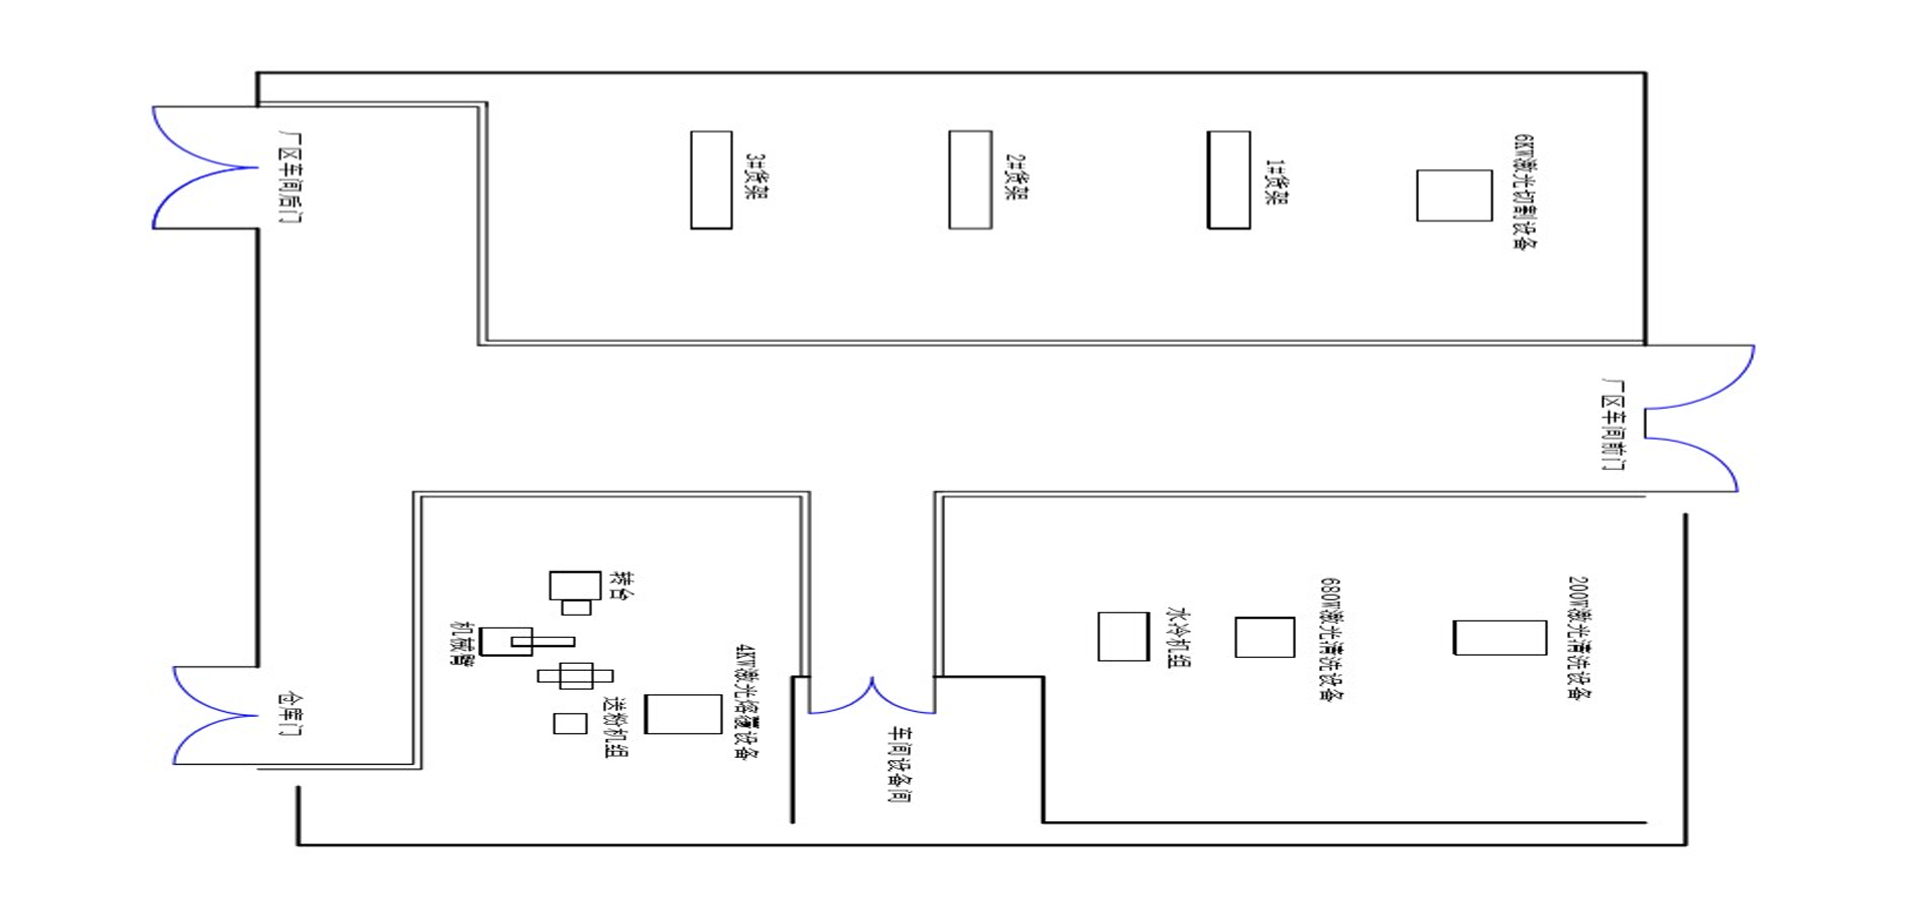 厂区车间后门
3#货架
2#货架
1#货架
6KW激光切割设备
厂区车间前门
转台
机械臂
4KW激光熔覆设备
送粉机组
仓库门
车间设备间
水冷机组
680W激光清洗设备
200W激光清洗设备